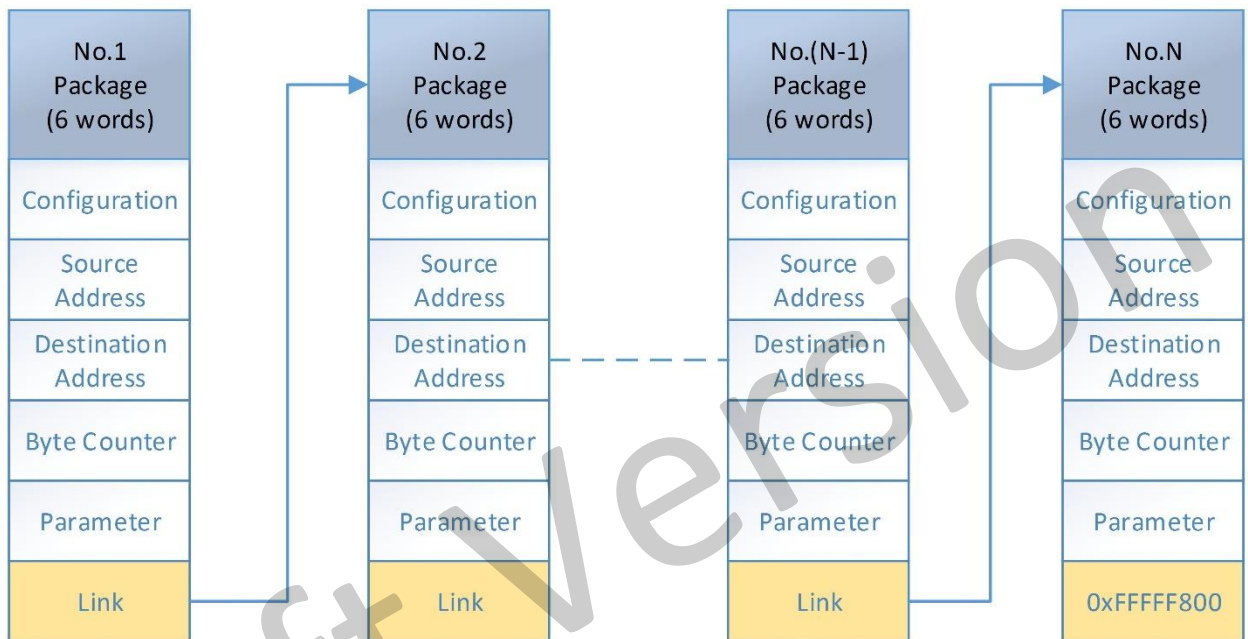 No.1
Package
(6 words)
Configuration
Source
Address
Destination
Address
Byte Counter
Parameter
Link
No.2
Package
(6 words)
Configuration
Source
Address
Destination
Address
Byte Counter
Parameter
Link
No.(N-1)
Package
(6 words)
Configuration
Source
Address
Destination
Address
Byte Counter
Parameter
Link
No.N
Package
(6 words)
Configuration
Source
Address
Destination
Address
Byte Counter
Parameter
0xFFFFF800
ft Version